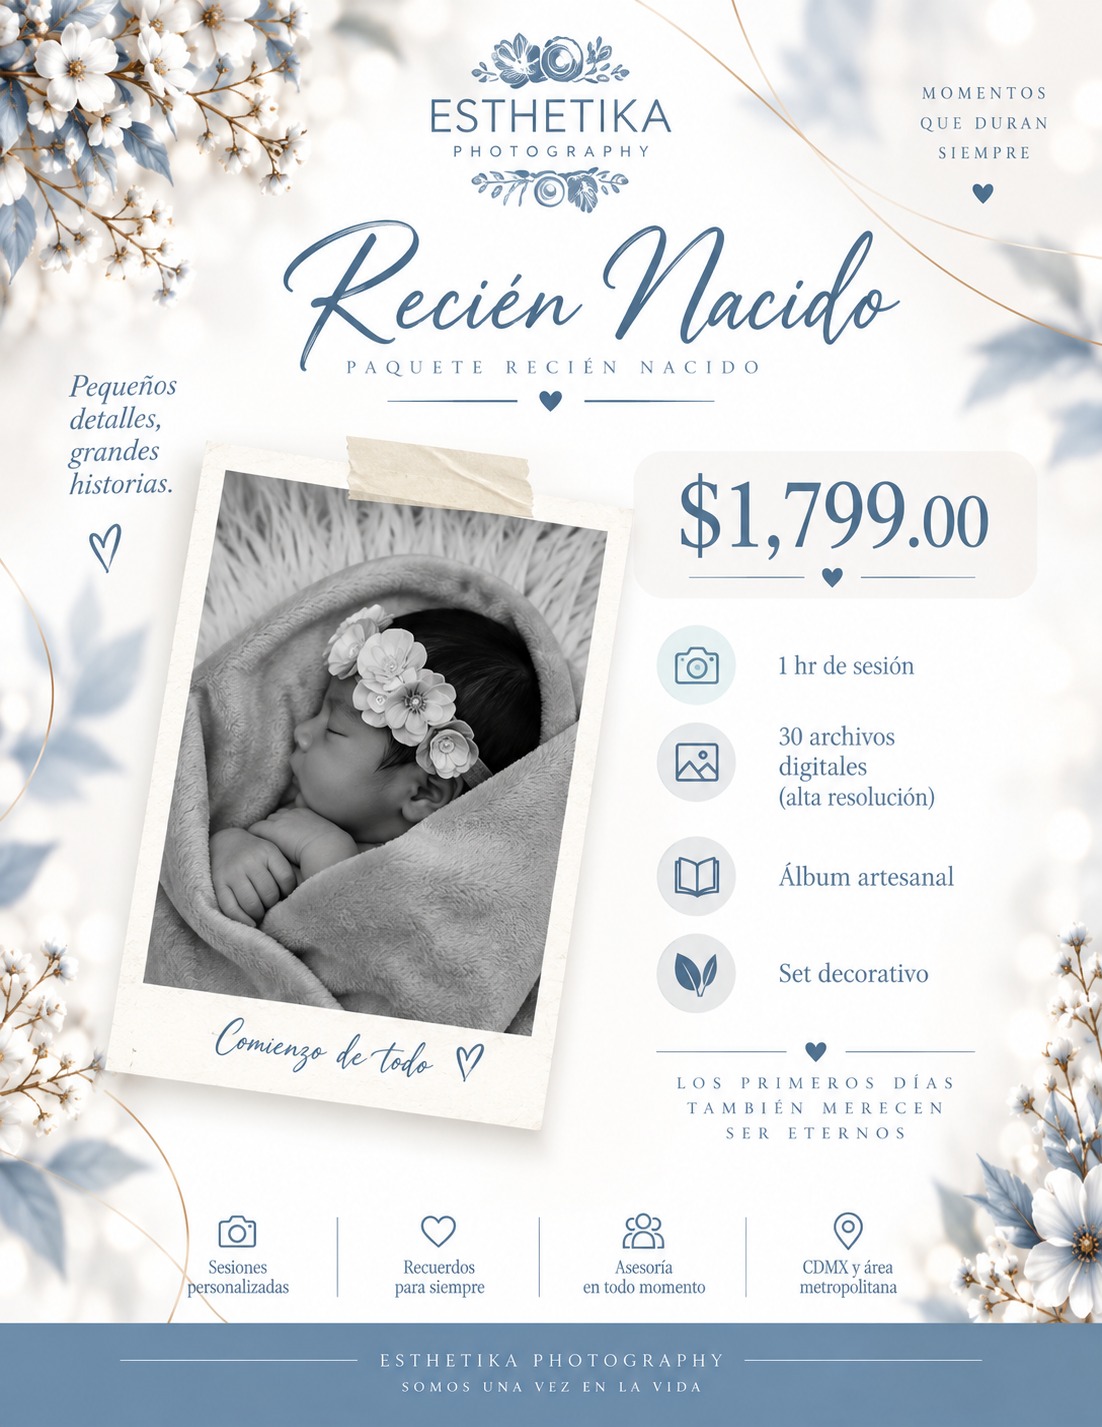 ESTHETIKA
PHOTOGRAPHY
MOMENTOS
QUE DURAN
SIEMPRE
Recién Nacido
PAQUETE RECIÉN NACIDO
Pequeños
detalles,
grandes
historias.
$1,799.00
1 hr de sesión
30 archivos
digitales
(alta resolución)
Álbum artesanal
Set decorativo
Comienzo de todo
LOS PRIMEROS DÍAS
TAMBIÉN MERECEN
SER ETERNOS
Sesiones
personalizadas
Recuerdos
para siempre
Asesoría
en todo momento
CDMX y área
metropolitana
ESTHETIKA PHOTOGRAPHY
SOMOS UNA VEZ EN LA VIDA